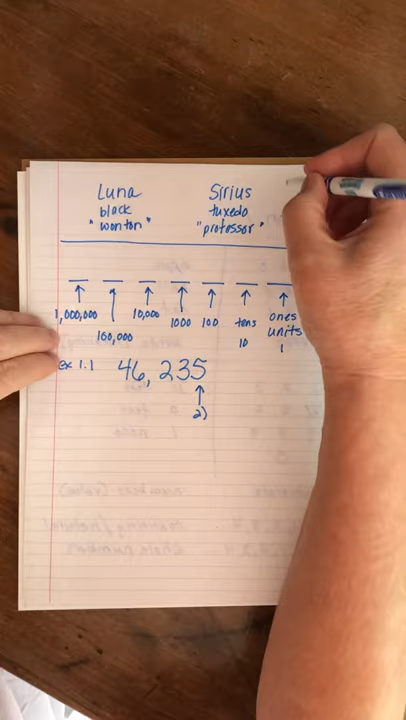 Luna Sirius
black tuxedo
"wonton" "professor"
1,000,000 10,000 1000 100 tens ones
100,000 10 units
1
ex 1.1 46,235
2)